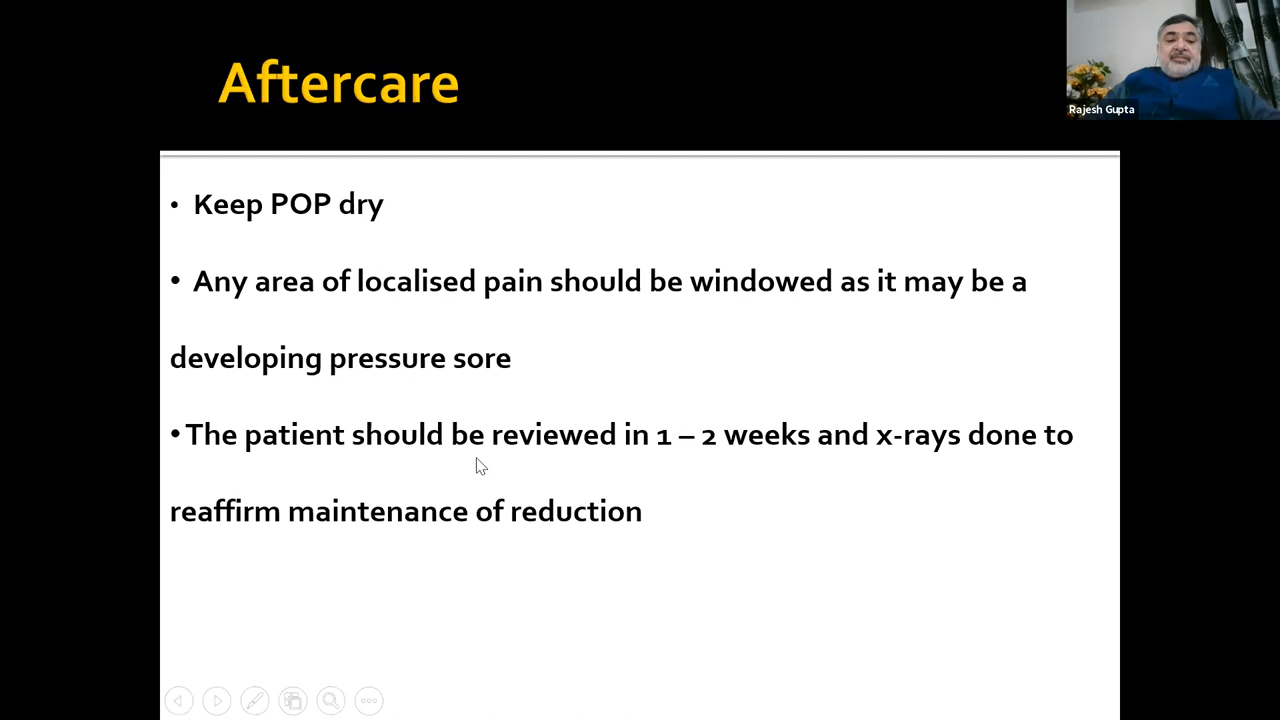 Aftercare
Rajesh Gupta
• Keep POP dry
• Any area of localised pain should be windowed as it may be a
developing pressure sore
• The patient should be reviewed in 1 – 2 weeks and x-rays done to
reaffirm maintenance of reduction